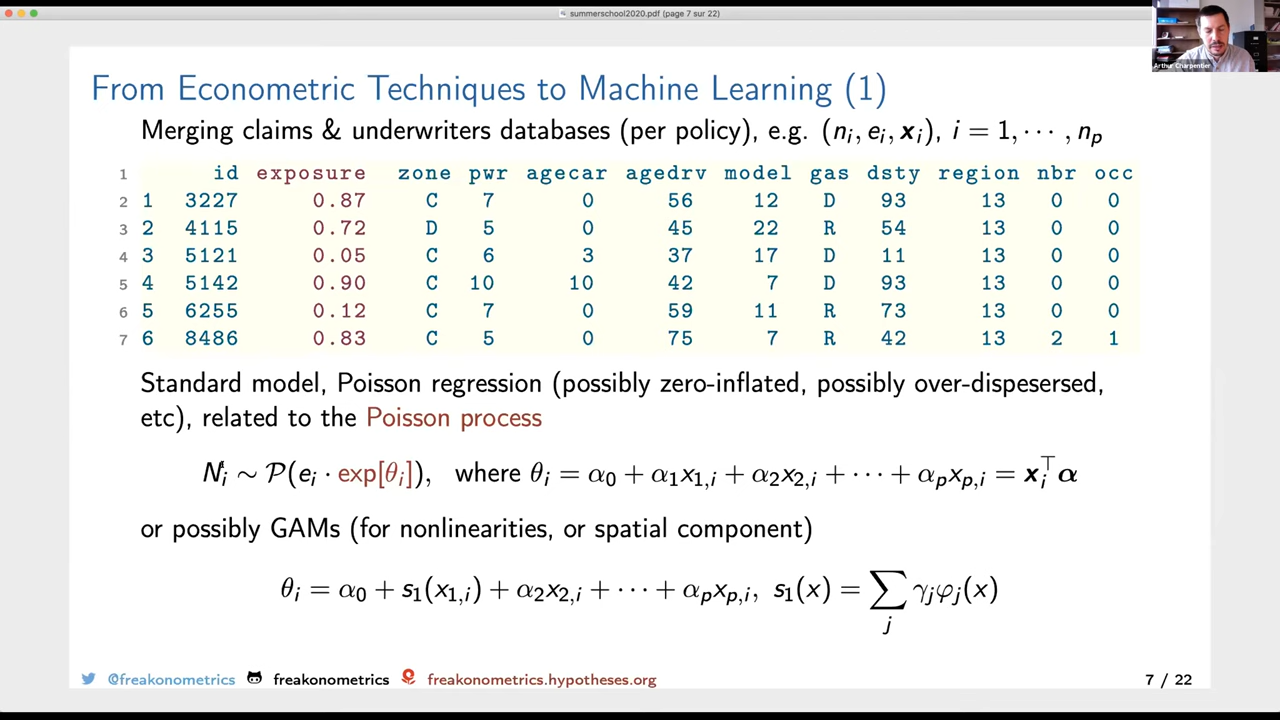 summerschool2020.pdf (page 7 sur 22)
Arthur Charpentier
From Econometric Techniques to Machine Learning (1)
Merging claims & underwriters databases (per policy), e.g. (nᵢ, eᵢ, 𝒙ᵢ), i = 1, ⋯ , nₚ
1 id exposure zone pwr agecar agedrv model gas dsty region nbr occ
2 1 3227 0.87 C 7 0 56 12 D 93 13 0 0
3 2 4115 0.72 D 5 0 45 22 R 54 13 0 0
4 3 5121 0.05 C 6 3 37 17 D 11 13 0 0
5 4 5142 0.90 C 10 10 42 7 D 93 13 0 0
6 5 6255 0.12 C 7 0 59 11 R 73 13 0 0
7 6 8486 0.83 C 5 0 75 7 R 42 13 2 1
Standard model, Poisson regression (possibly zero-inflated, possibly over-dispesersed,
etc), related to the Poisson process
Nᵢ ∼ 𝒫(eᵢ · exp[θᵢ]), where θᵢ = α₀ + α₁x₁,ᵢ + α₂x₂,ᵢ + ⋯ + αₚxₚ,ᵢ = 𝒙ᵢ⊤𝜶
or possibly GAMs (for nonlinearities, or spatial component)
θᵢ = α₀ + s₁(x₁,ᵢ) + α₂x₂,ᵢ + ⋯ + αₚxₚ,ᵢ, s₁(x) = ∑ⱼ γⱼφⱼ(x)
@freakonometrics freakonometrics freakonometrics.hypotheses.org 7 / 22